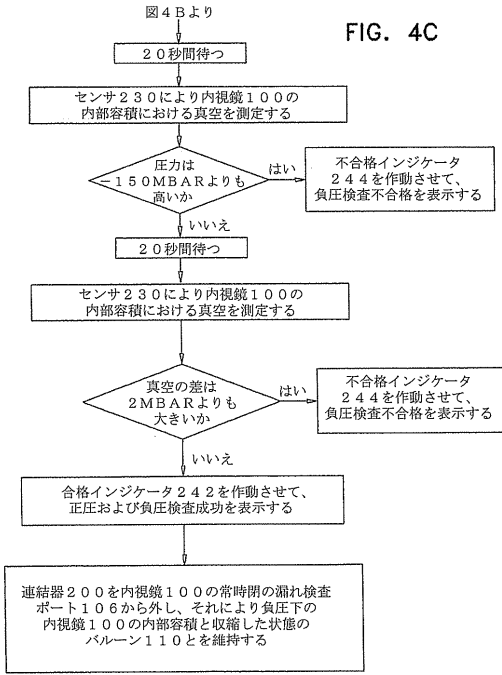 図4Bより
FIG. 4C
20秒間待つ
センサ230により内視鏡100の
内部容積における真空を測定する
圧力は
－150MBARよりも
高いか
はい
不合格インジケータ
244を作動させて、
負圧検査不合格を表示する
いいえ
20秒間待つ
センサ230により内視鏡100の
内部容積における真空を測定する
真空の差は
2MBARよりも
大きいか
はい
不合格インジケータ
244を作動させて、
負圧検査不合格を表示する
いいえ
合格インジケータ242を作動させて、
正圧および負圧検査成功を表示する
連結器200を内視鏡100の常時閉の漏れ検査
ポート106から外し、それにより負圧下の
内視鏡100の内部容積と収縮した状態の
バルーン110とを維持する